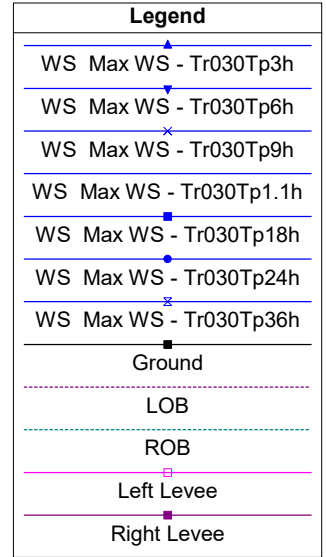 Legend
WS Max WS - Tr030Tp3h
WS Max WS - Tr030Tp6h
WS Max WS - Tr030Tp9h
WS Max WS - Tr030Tp1.1h
WS Max WS - Tr030Tp18h
WS Max WS - Tr030Tp24h
WS Max WS - Tr030Tp36h
Ground
LOB
ROB
Left Levee
Right Levee